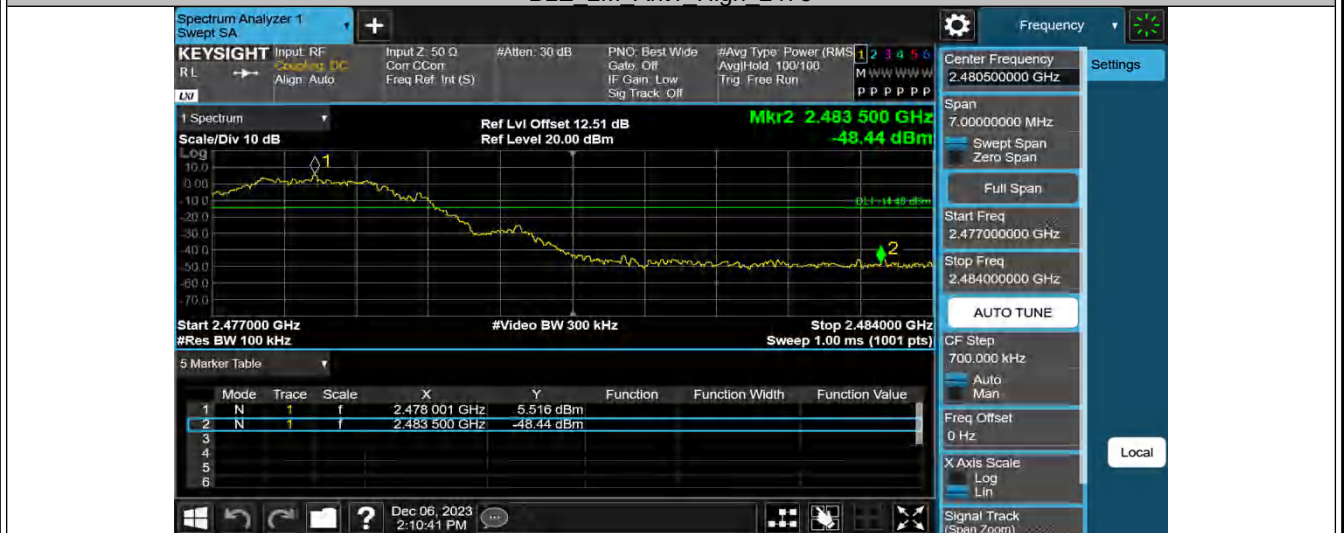 Spectrum Analyzer 1
Swept SA
Frequency
Settings
KEYSIGHT
RL
LXI
Input: RF
Coupling: DC
Align: Auto
Input Z: 50 Ω
Corr CCorr
Freq Ref: Int (S)
#Atten: 30 dB
PNO: Best Wide
Gate: Off
IF Gain: Low
Sig Track: Off
#Avg Type: Power (RMS
Avg|Hold: 100/100
Trig: Free Run
1 2 3 4 5 6
M W W W W W
P P P P P P
1 Spectrum
Scale/Div 10 dB
Ref Lvl Offset 12.51 dB
Ref Level 20.00 dBm
Mkr2 2.483 500 GHz
-48.44 dBm
Log
10.0
0.00
-10.0
-20.0
-30.0
-40.0
-50.0
-60.0
-70.0
1
2
DL1 -14.48 dBm
Start 2.477000 GHz
#Res BW 100 kHz
#Video BW 300 kHz
Stop 2.484000 GHz
Sweep 1.00 ms (1001 pts)
5 Marker Table
Mode Trace Scale X Y Function Function Width Function Value
1 N 1 f 2.478 001 GHz 5.516 dBm
2 N 1 f 2.483 500 GHz -48.44 dBm
3
4
5
6
Dec 06, 2023
2:10:41 PM
Center Frequency
2.480500000 GHz
Span
7.00000000 MHz
Swept Span
Zero Span
Full Span
Start Freq
2.477000000 GHz
Stop Freq
2.484000000 GHz
AUTO TUNE
CF Step
700.000 kHz
Auto
Man
Freq Offset
0 Hz
X Axis Scale
Log
Lin
Signal Track
(Span Zoom)
Local